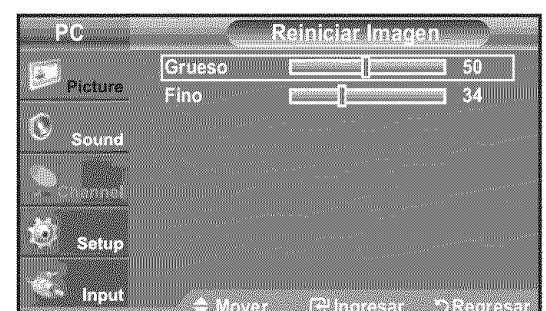 PC
Reiniciar Imagen
Grueso 50
Fino 34
Picture
Sound
Channel
Setup
Input
Mover Ingresar Regresar